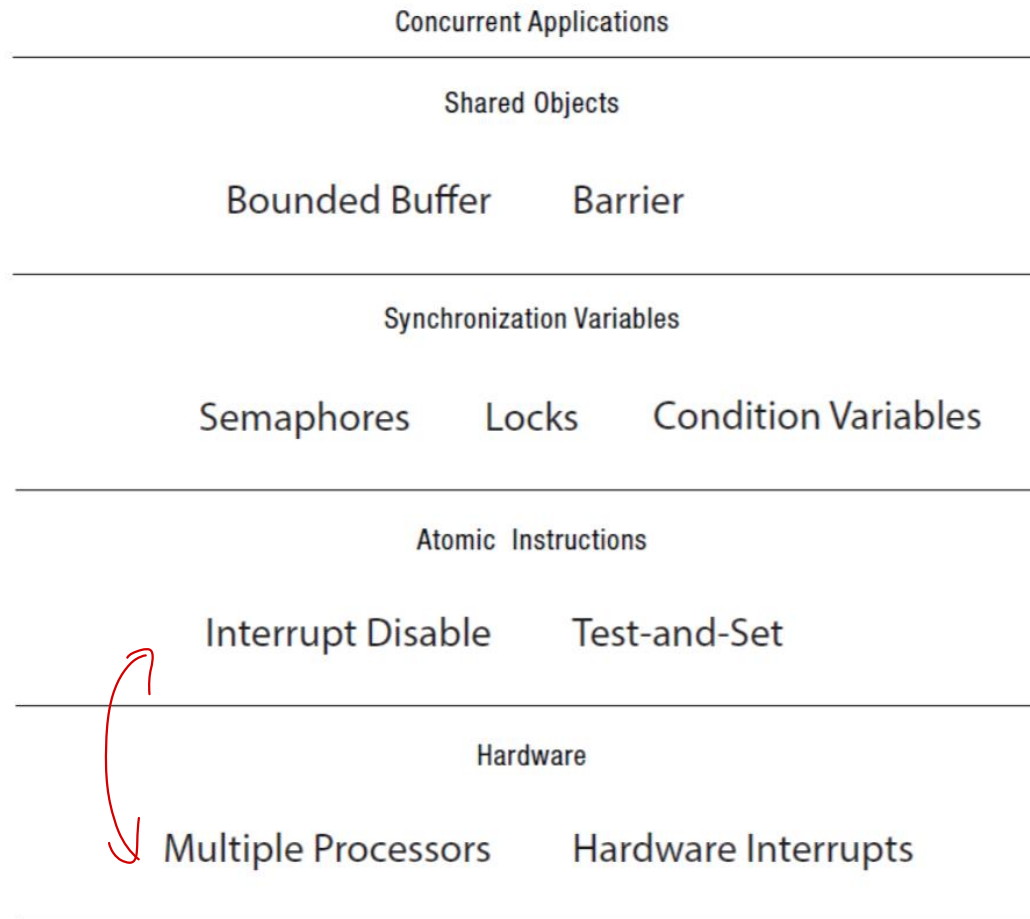 Concurrent Applications
Shared Objects
Bounded Buffer Barrier
Synchronization Variables
Semaphores Locks Condition Variables
Atomic Instructions
Interrupt Disable Test-and-Set
Hardware
Multiple Processors Hardware Interrupts